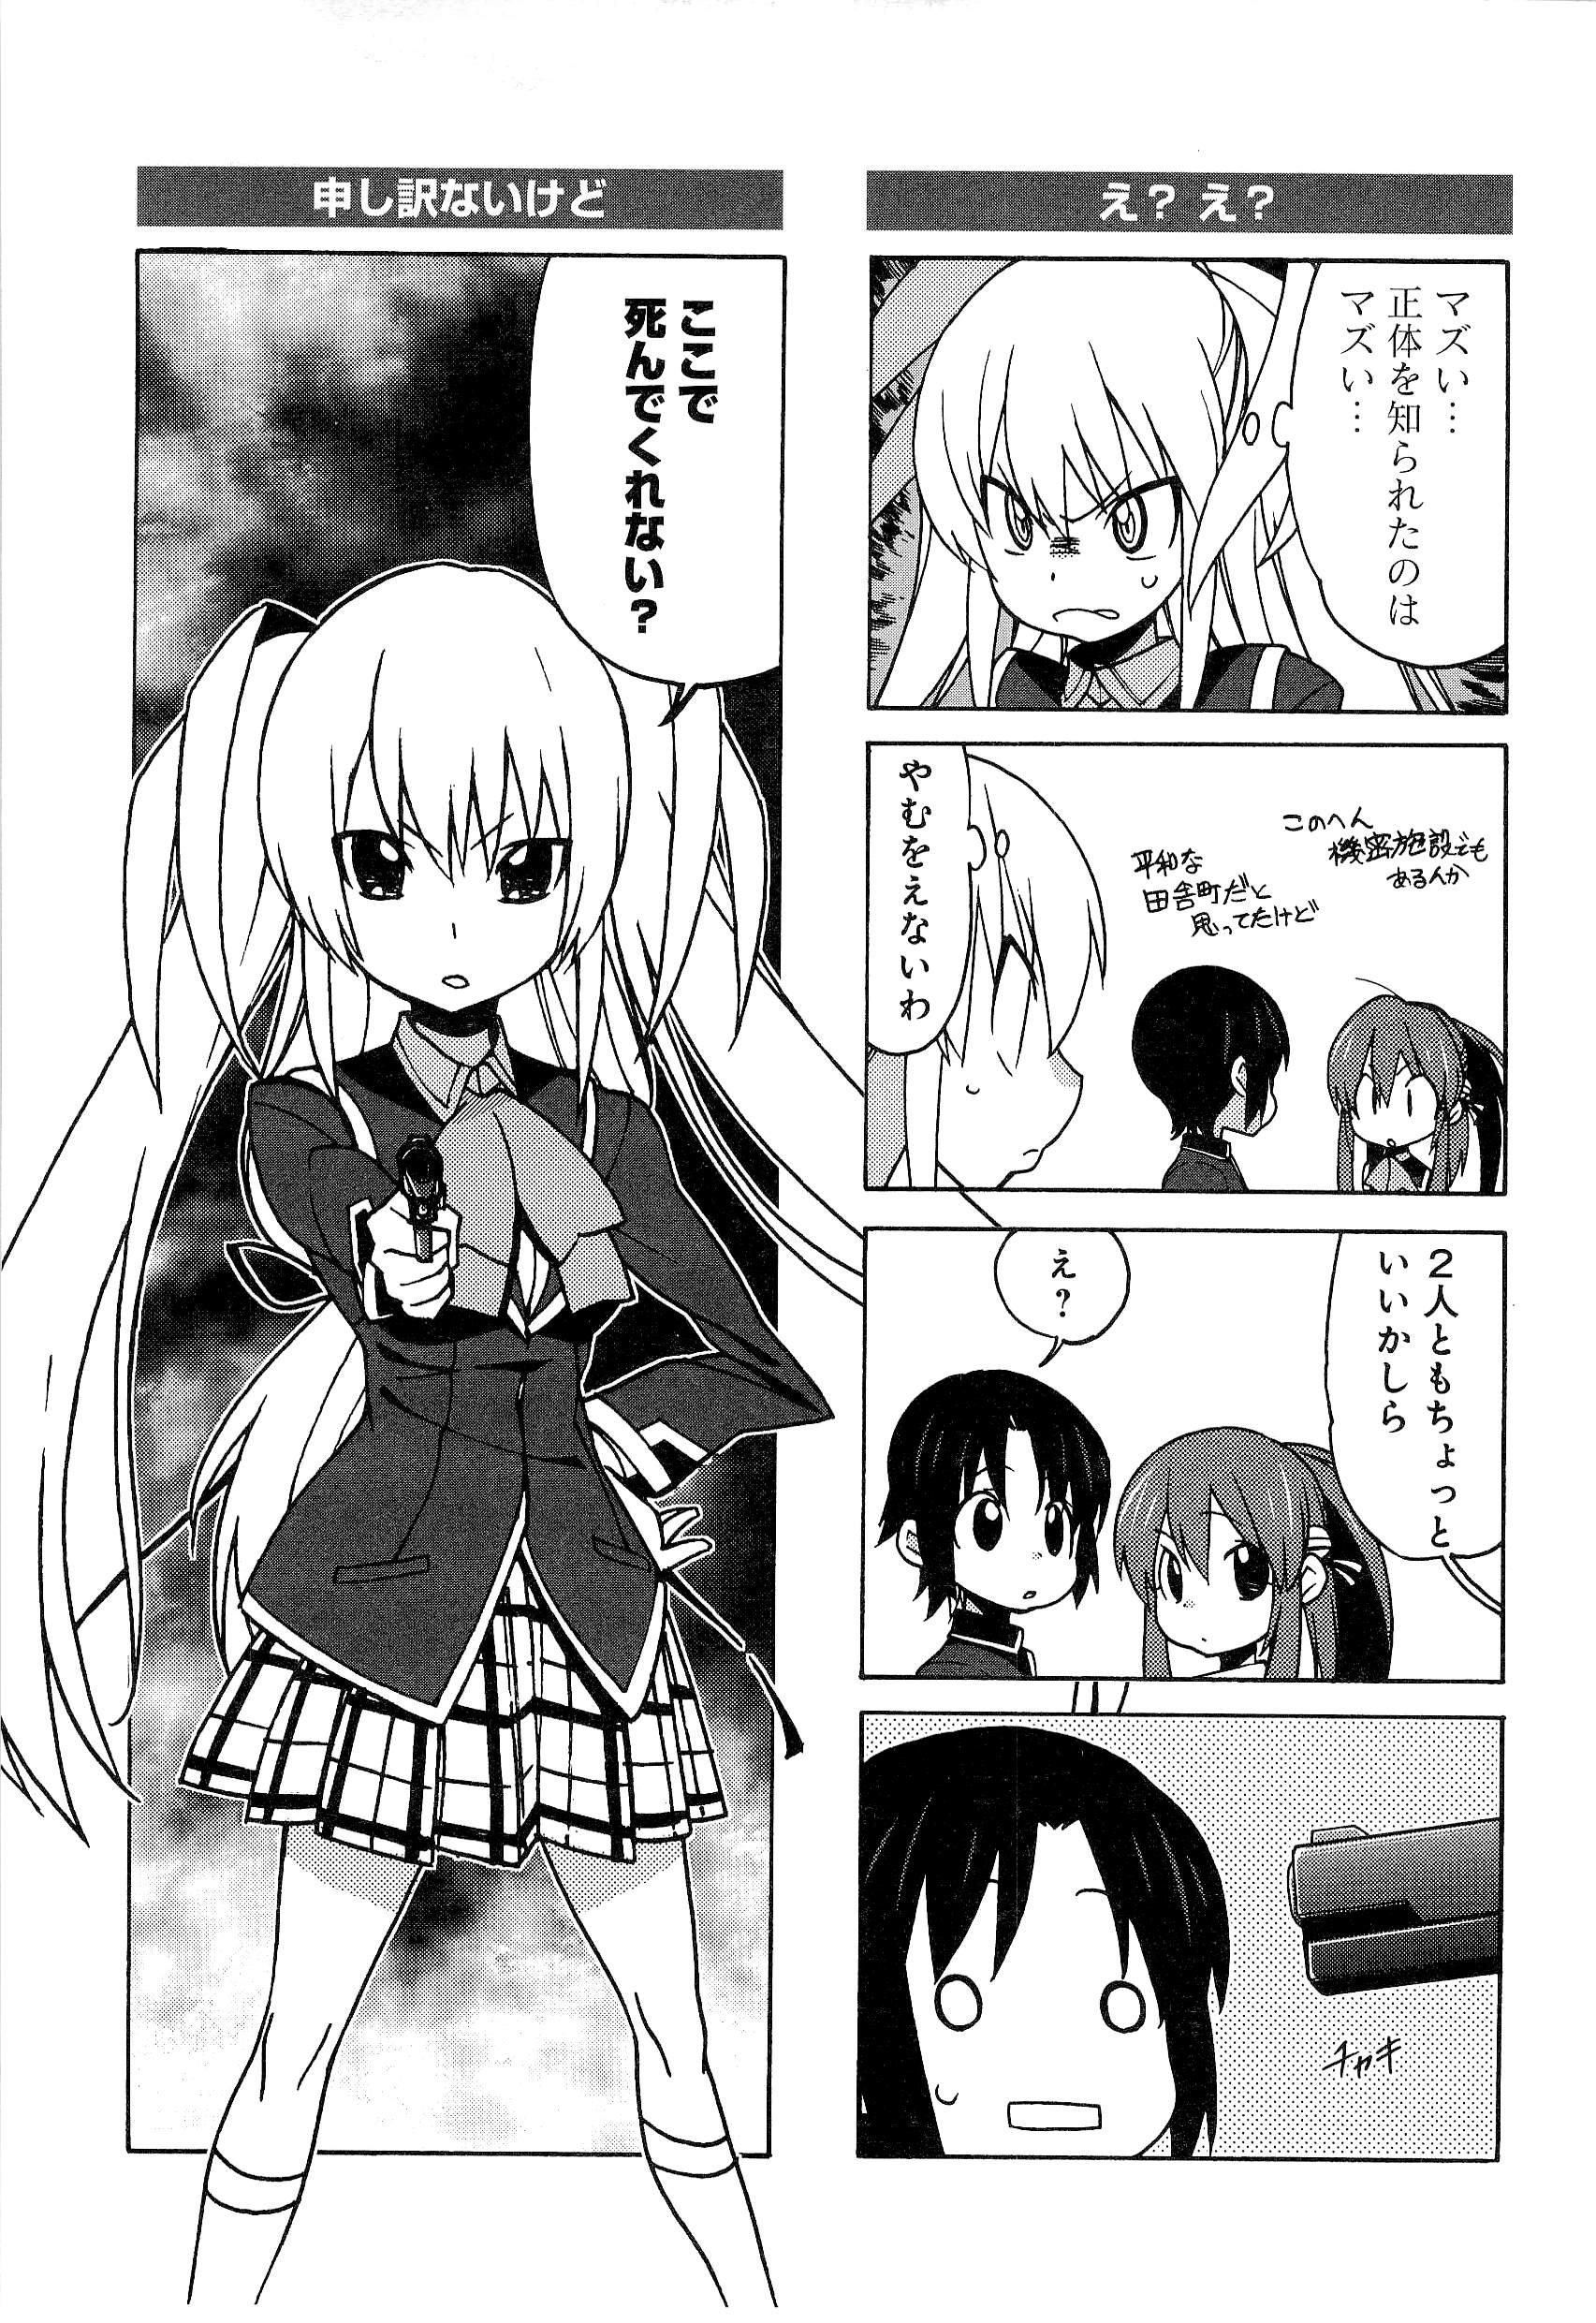 え？ え？
マズい…
正体を知られたのは
マズい…
このへん
機密施設でも
あるんか
平和な
田舎町だと
思ってたけど
やむをえないわ
２人ともちょっと
いいかしら
え？
チャキ
申し訳ないけど
ここで
死んでくれない？